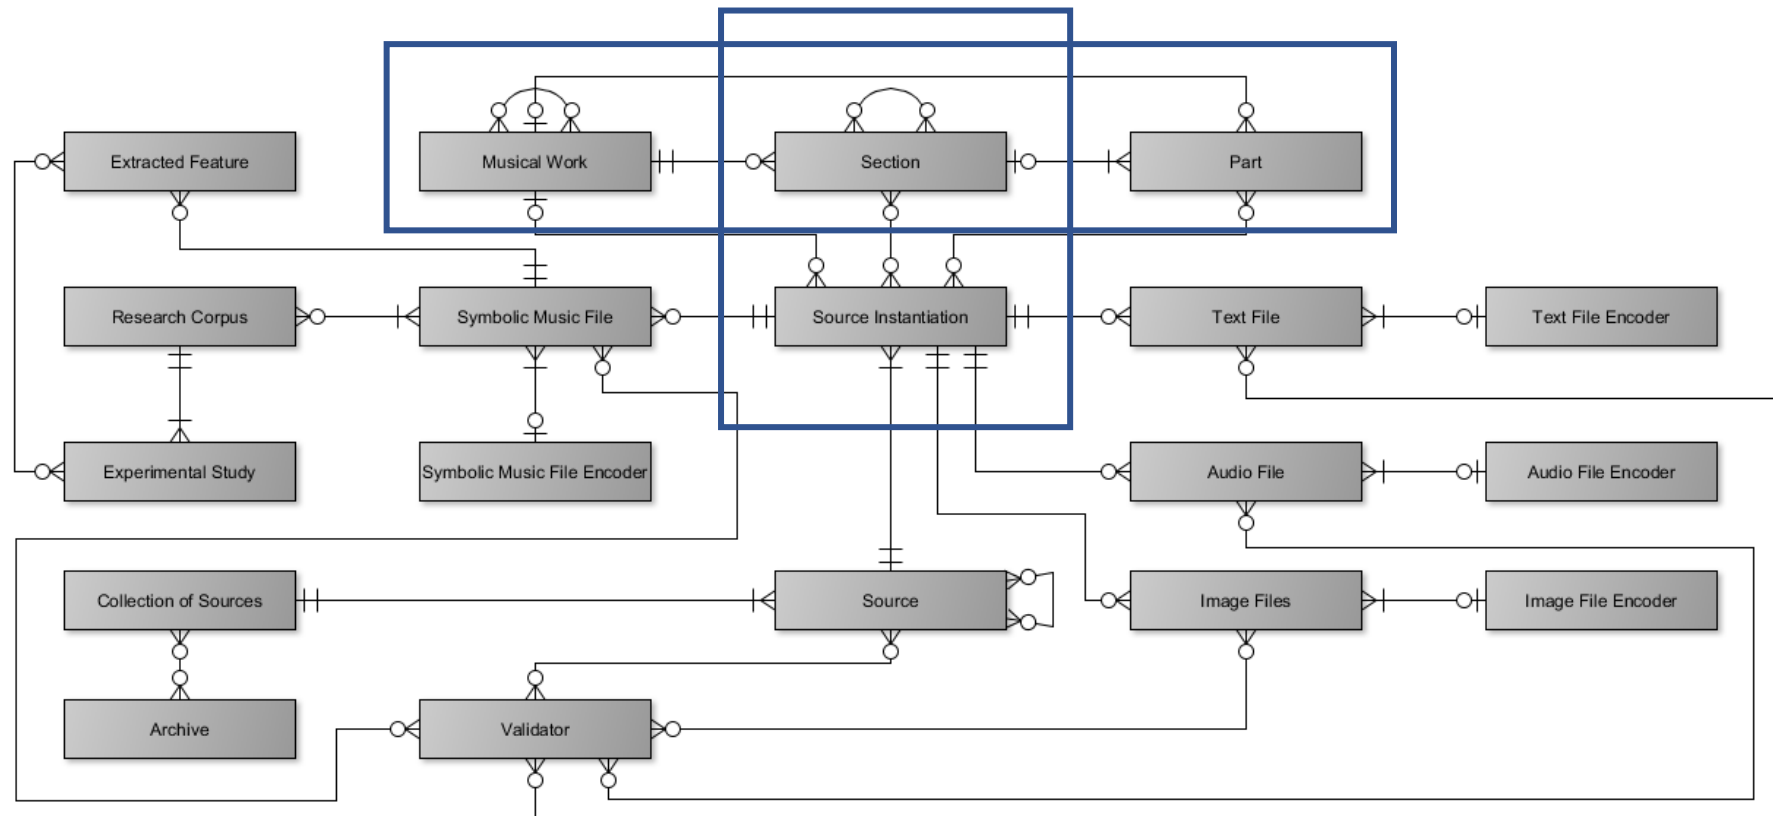 Extracted Feature
Musical Work
Section
Part
Research Corpus
Symbolic Music File
Source Instantiation
Text File
Text File Encoder
Experimental Study
Symbolic Music File Encoder
Audio File
Audio File Encoder
Collection of Sources
Source
Image Files
Image File Encoder
Archive
Validator